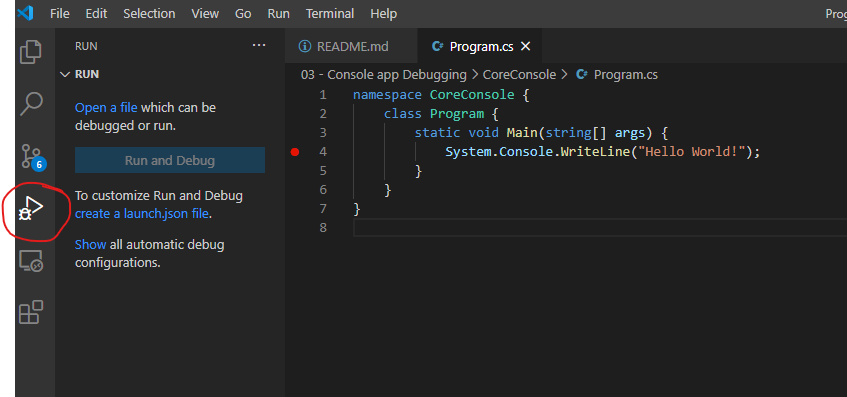 File Edit Selection View Go Run Terminal Help Prog
RUN ···
README.md Program.cs
RUN
03 - Console app Debugging > CoreConsole > Program.cs
Open a file which can be
debugged or run.
Run and Debug
6
To customize Run and Debug
create a launch.json file.
Show all automatic debug
configurations.
1 namespace CoreConsole {
2 class Program {
3 static void Main(string[] args) {
4 System.Console.WriteLine("Hello World!");
5 }
6 }
7 }
8